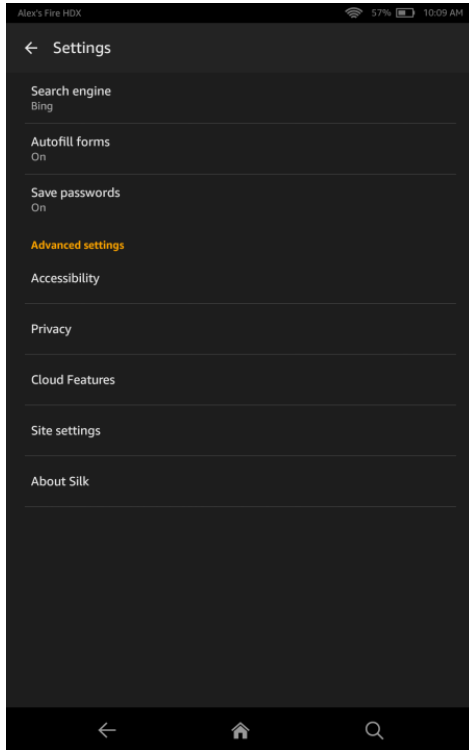 Alex's Fire HDX 57% 10:09 AM
Settings
Search engine
Bing
Autofill forms
On
Save passwords
On
Advanced settings
Accessibility
Privacy
Cloud Features
Site settings
About Silk